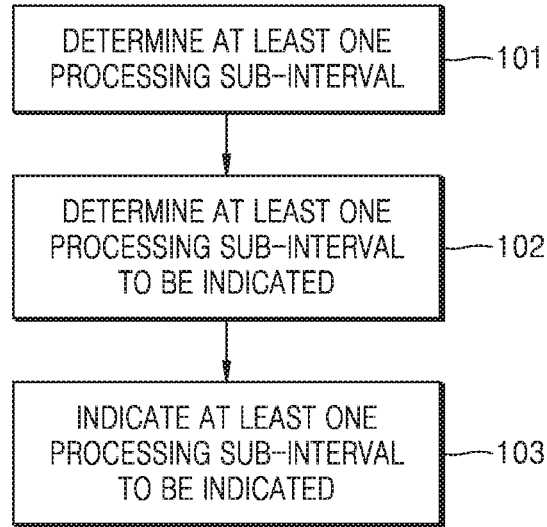 DETERMINE AT LEAST ONE
PROCESSING SUB-INTERVAL
101
DETERMINE AT LEAST ONE
PROCESSING SUB-INTERVAL
TO BE INDICATED
102
INDICATE AT LEAST ONE
PROCESSING SUB-INTERVAL
TO BE INDICATED
103